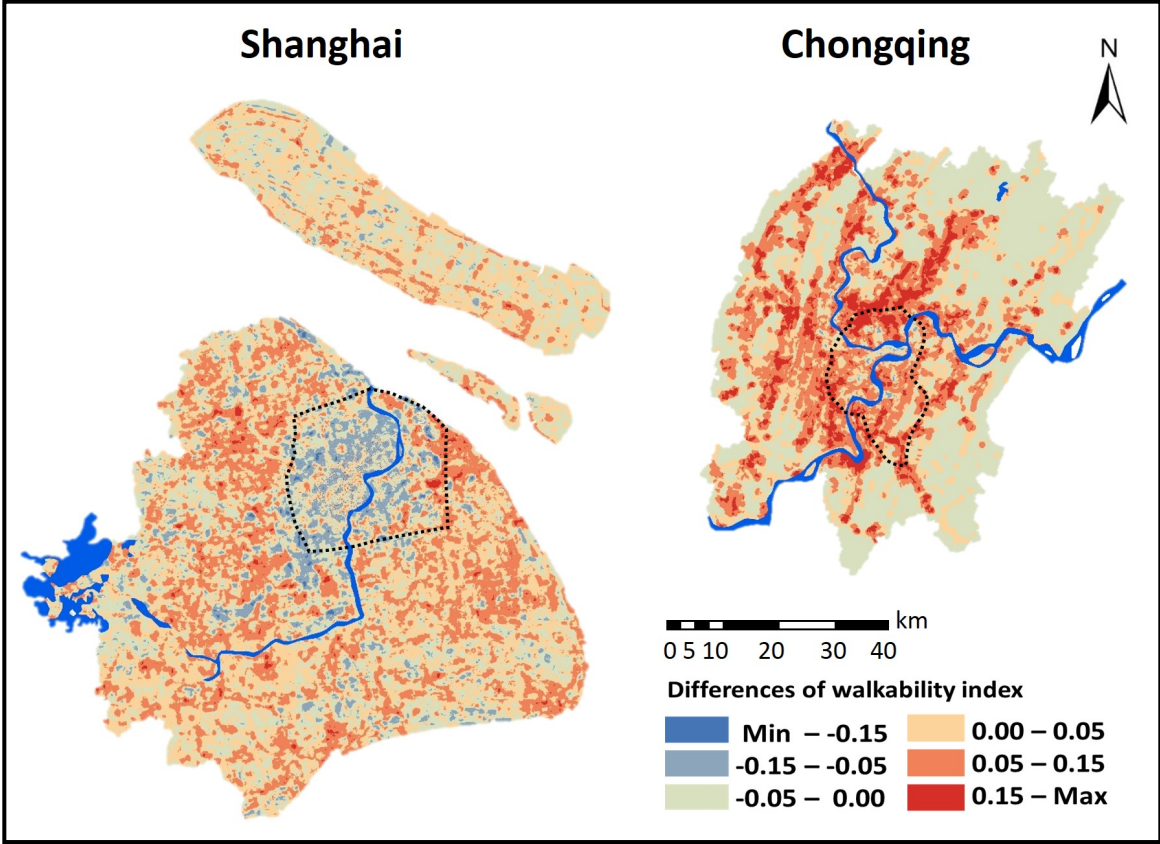 Shanghai
Chongqing
N
km
0 5 10 20 30 40
Differences of walkability index
Min – -0.15
-0.15 – -0.05
-0.05 – 0.00
0.00 – 0.05
0.05 – 0.15
0.15 – Max